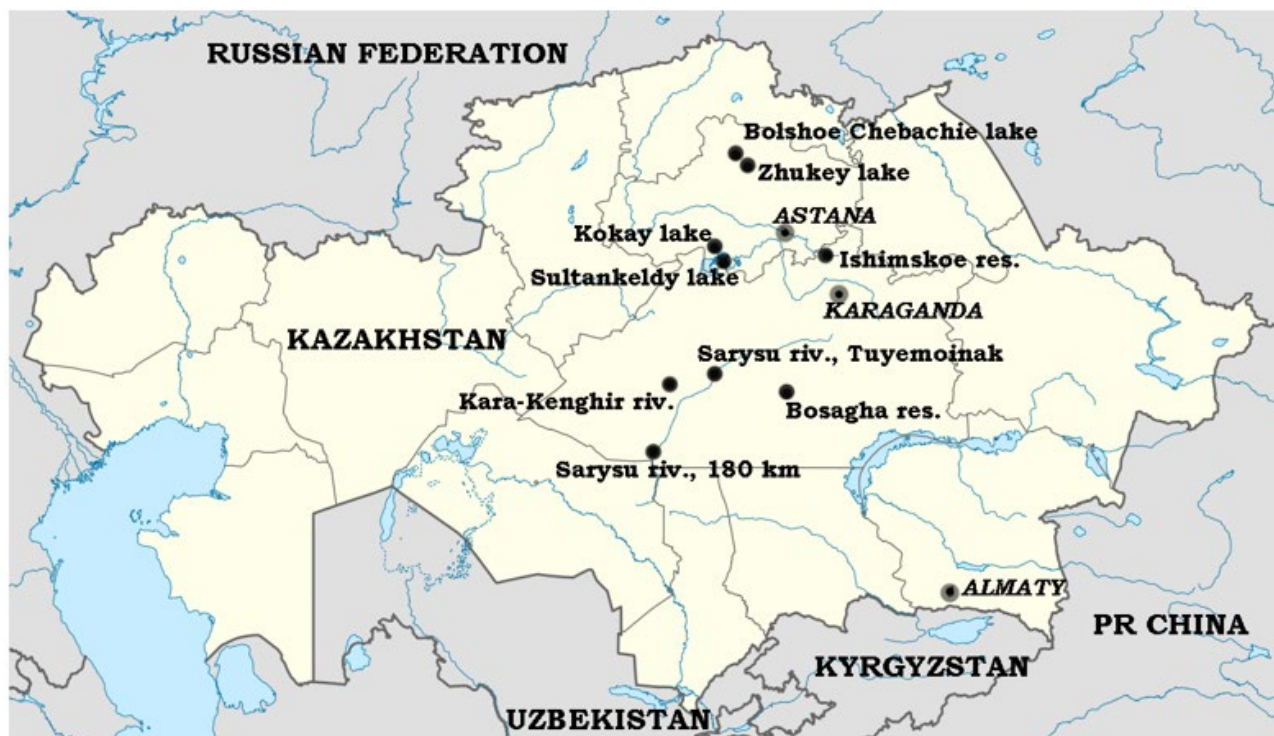 RUSSIAN FEDERATION
Bolshoe Chebachie lake
Zhukey lake
ASTANA
Kokay lake
Ishimskoe res.
Sultankeldy lake
KARAGANDA
KAZAKHSTAN
Sarysu riv., Tuyemoinak
Kara-Kenghir riv.
Bosagha res.
Sarysu riv., 180 km
ALMATY
PR CHINA
KYRGYZSTAN
UZBEKISTAN